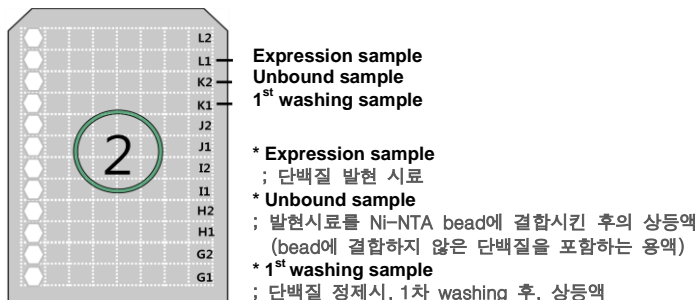 L2
L1 Expression sample
K2 Unbound sample
K1 1st washing sample
J2
J1
I2
I1
H2
H1
G2
G1
2
* Expression sample
; 단백질 발현 시료
* Unbound sample
; 발현시료를 Ni-NTA bead에 결합시킨 후의 상등액
(bead에 결합하지 않은 단백질을 포함하는 용액)
* 1st washing sample
; 단백질 정제시, 1차 washing 후, 상등액